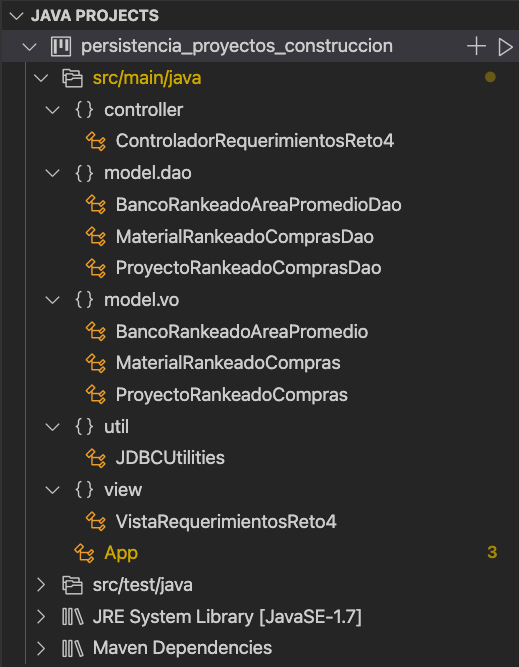 JAVA PROJECTS
persistencia_proyectos_construccion
src/main/java
{} controller
ControladorRequerimientosReto4
{} model.dao
BancoRankeadoAreaPromedioDao
MaterialRankeadoComprasDao
ProyectoRankeadoComprasDao
{} model.vo
BancoRankeadoAreaPromedio
MaterialRankeadoCompras
ProyectoRankeadoCompras
{} util
JDBCUtilities
{} view
VistaRequerimientosReto4
App 3
src/test/java
JRE System Library [JavaSE-1.7]
Maven Dependencies